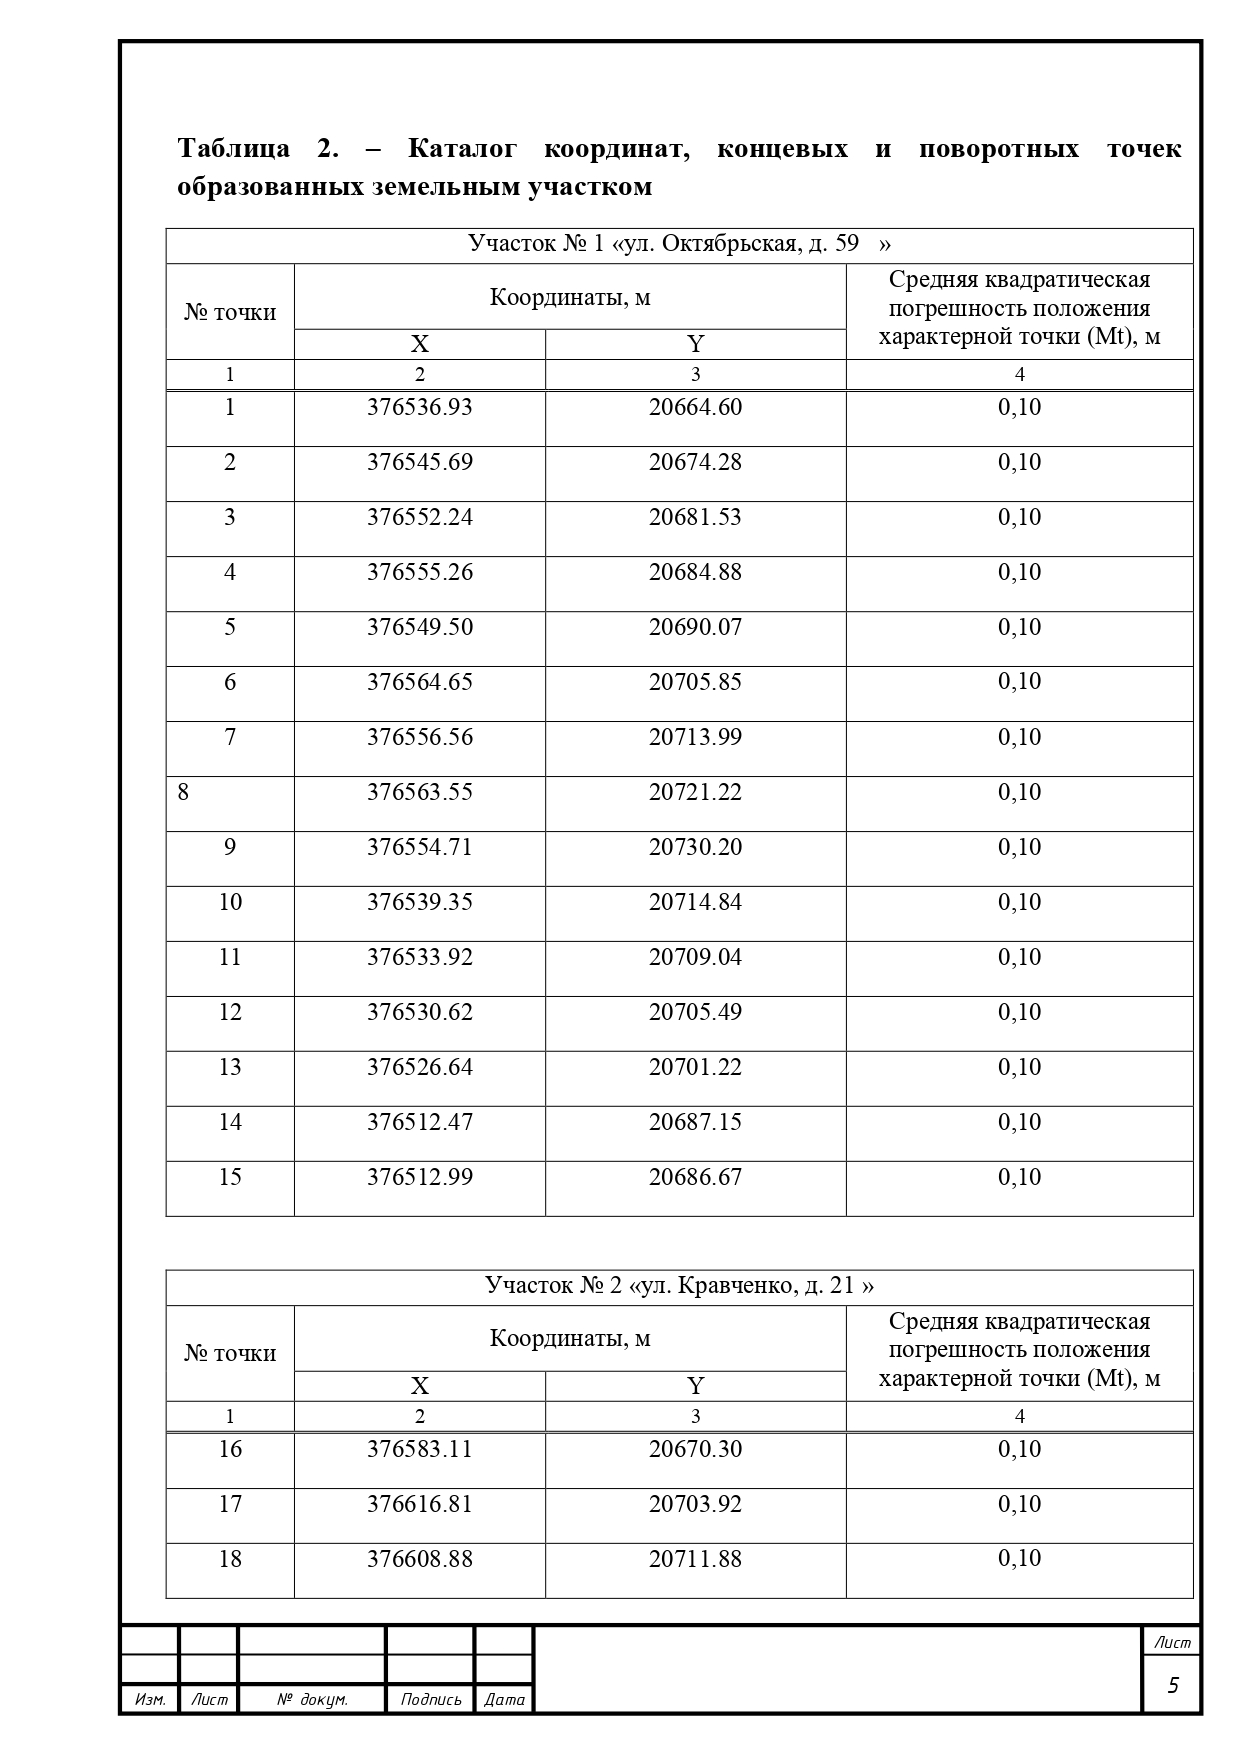 Таблица 2. – Каталог координат, концевых и поворотных точек
образованных земельным участком
Участок № 1 «ул. Октябрьская, д. 59 »
№ точки
Координаты, м
Средняя квадратическая
погрешность положения
характерной точки (Mt), м
X Y
1 2 3 4
1 376536.93 20664.60 0,10
2 376545.69 20674.28 0,10
3 376552.24 20681.53 0,10
4 376555.26 20684.88 0,10
5 376549.50 20690.07 0,10
6 376564.65 20705.85 0,10
7 376556.56 20713.99 0,10
8 376563.55 20721.22 0,10
9 376554.71 20730.20 0,10
10 376539.35 20714.84 0,10
11 376533.92 20709.04 0,10
12 376530.62 20705.49 0,10
13 376526.64 20701.22 0,10
14 376512.47 20687.15 0,10
15 376512.99 20686.67 0,10
Участок № 2 «ул. Кравченко, д. 21 »
№ точки
Координаты, м
Средняя квадратическая
погрешность положения
характерной точки (Mt), м
X Y
1 2 3 4
16 376583.11 20670.30 0,10
17 376616.81 20703.92 0,10
18 376608.88 20711.88 0,10
Лист
5
Изм. Лист № докум. Подпись Дата